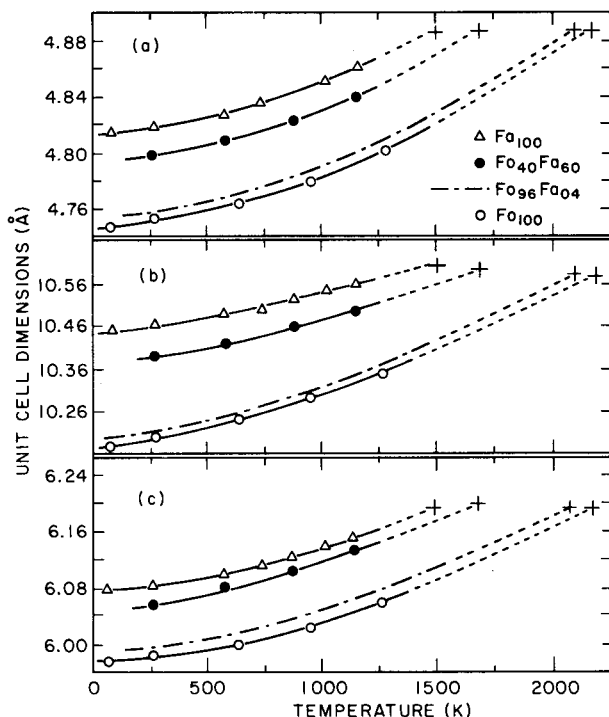 (a)
4.88
4.84
4.80
4.76
Fa100
Fo40Fa60
Fo96Fa04
Fo100
(b)
10.56
10.46
10.36
10.26
(c)
6.24
6.16
6.08
6.00
0 500 1000 1500 2000
TEMPERATURE (K)
UNIT CELL DIMENSIONS (Å)